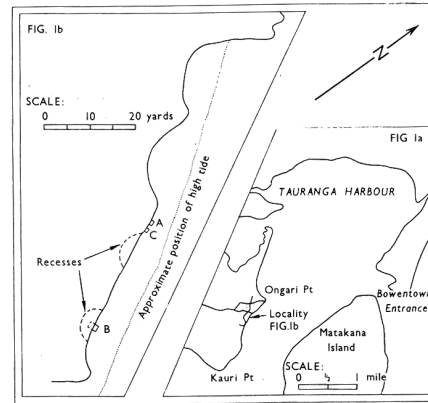 FIG. 1b
SCALE:
0 10 20 yards
A
C
Recesses
B
Approximate position of high tide
N
FIG 1a
TAURANGA HARBOUR
Ongari Pt
Locality
FIG.1b
Bowentown
Entrance
Matakana
Island
Kauri Pt
SCALE:
0 ½ 1 mile